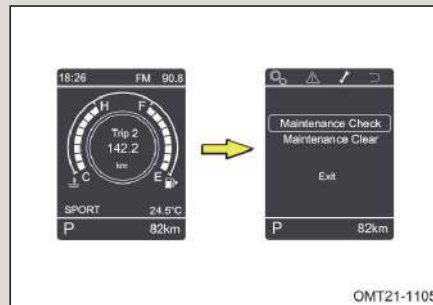 18:26 FM 90.8
H F
Trip 2
142.2
km
C E
SPORT 24.5°C
P 82km
Maintenance Check
Maintenance Clear
Exit
P 82km
OMT21-1105